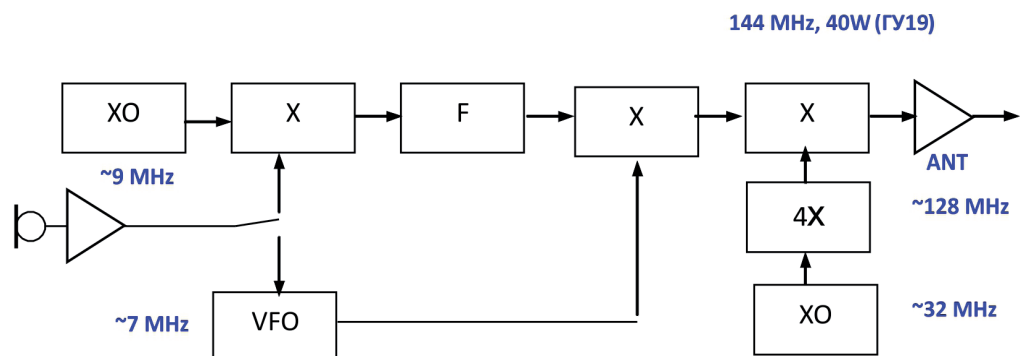 144 MHz, 40W (ГУ19)
XO
X
F
X
X
~9 MHz
ANT
4X
~128 MHz
~7 MHz
VFO
XO
~32 MHz